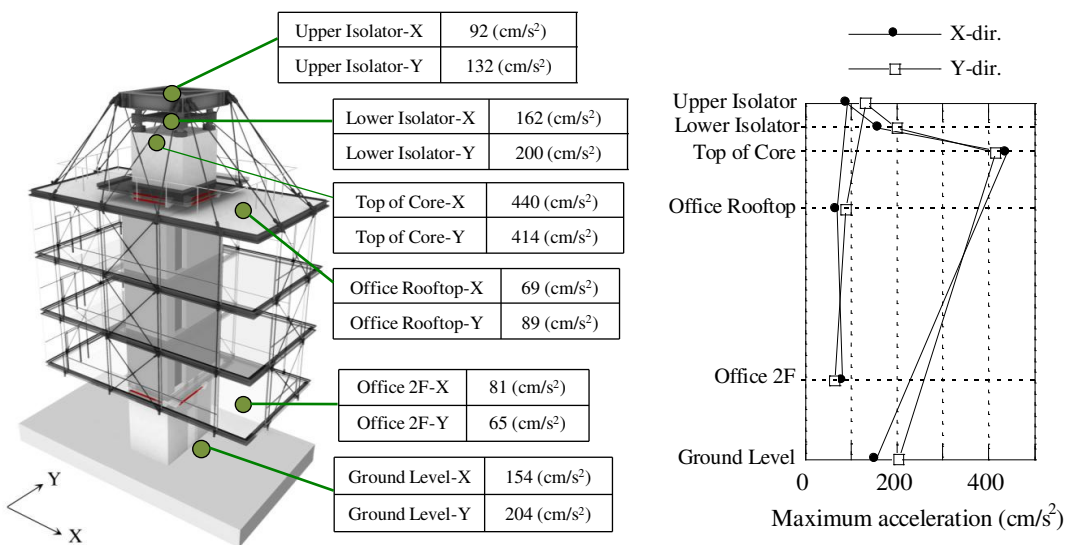 Upper Isolator-X 92 (cm/s²)
Upper Isolator-Y 132 (cm/s²)
Lower Isolator-X 162 (cm/s²)
Lower Isolator-Y 200 (cm/s²)
Top of Core-X 440 (cm/s²)
Top of Core-Y 414 (cm/s²)
Office Rooftop-X 69 (cm/s²)
Office Rooftop-Y 89 (cm/s²)
Office 2F-X 81 (cm/s²)
Office 2F-Y 65 (cm/s²)
Ground Level-X 154 (cm/s²)
Ground Level-Y 204 (cm/s²)
Y
X
X-dir.
Y-dir.
Upper Isolator
Lower Isolator
Top of Core
Office Rooftop
Office 2F
Ground Level
0 200 400
Maximum acceleration (cm/s²)